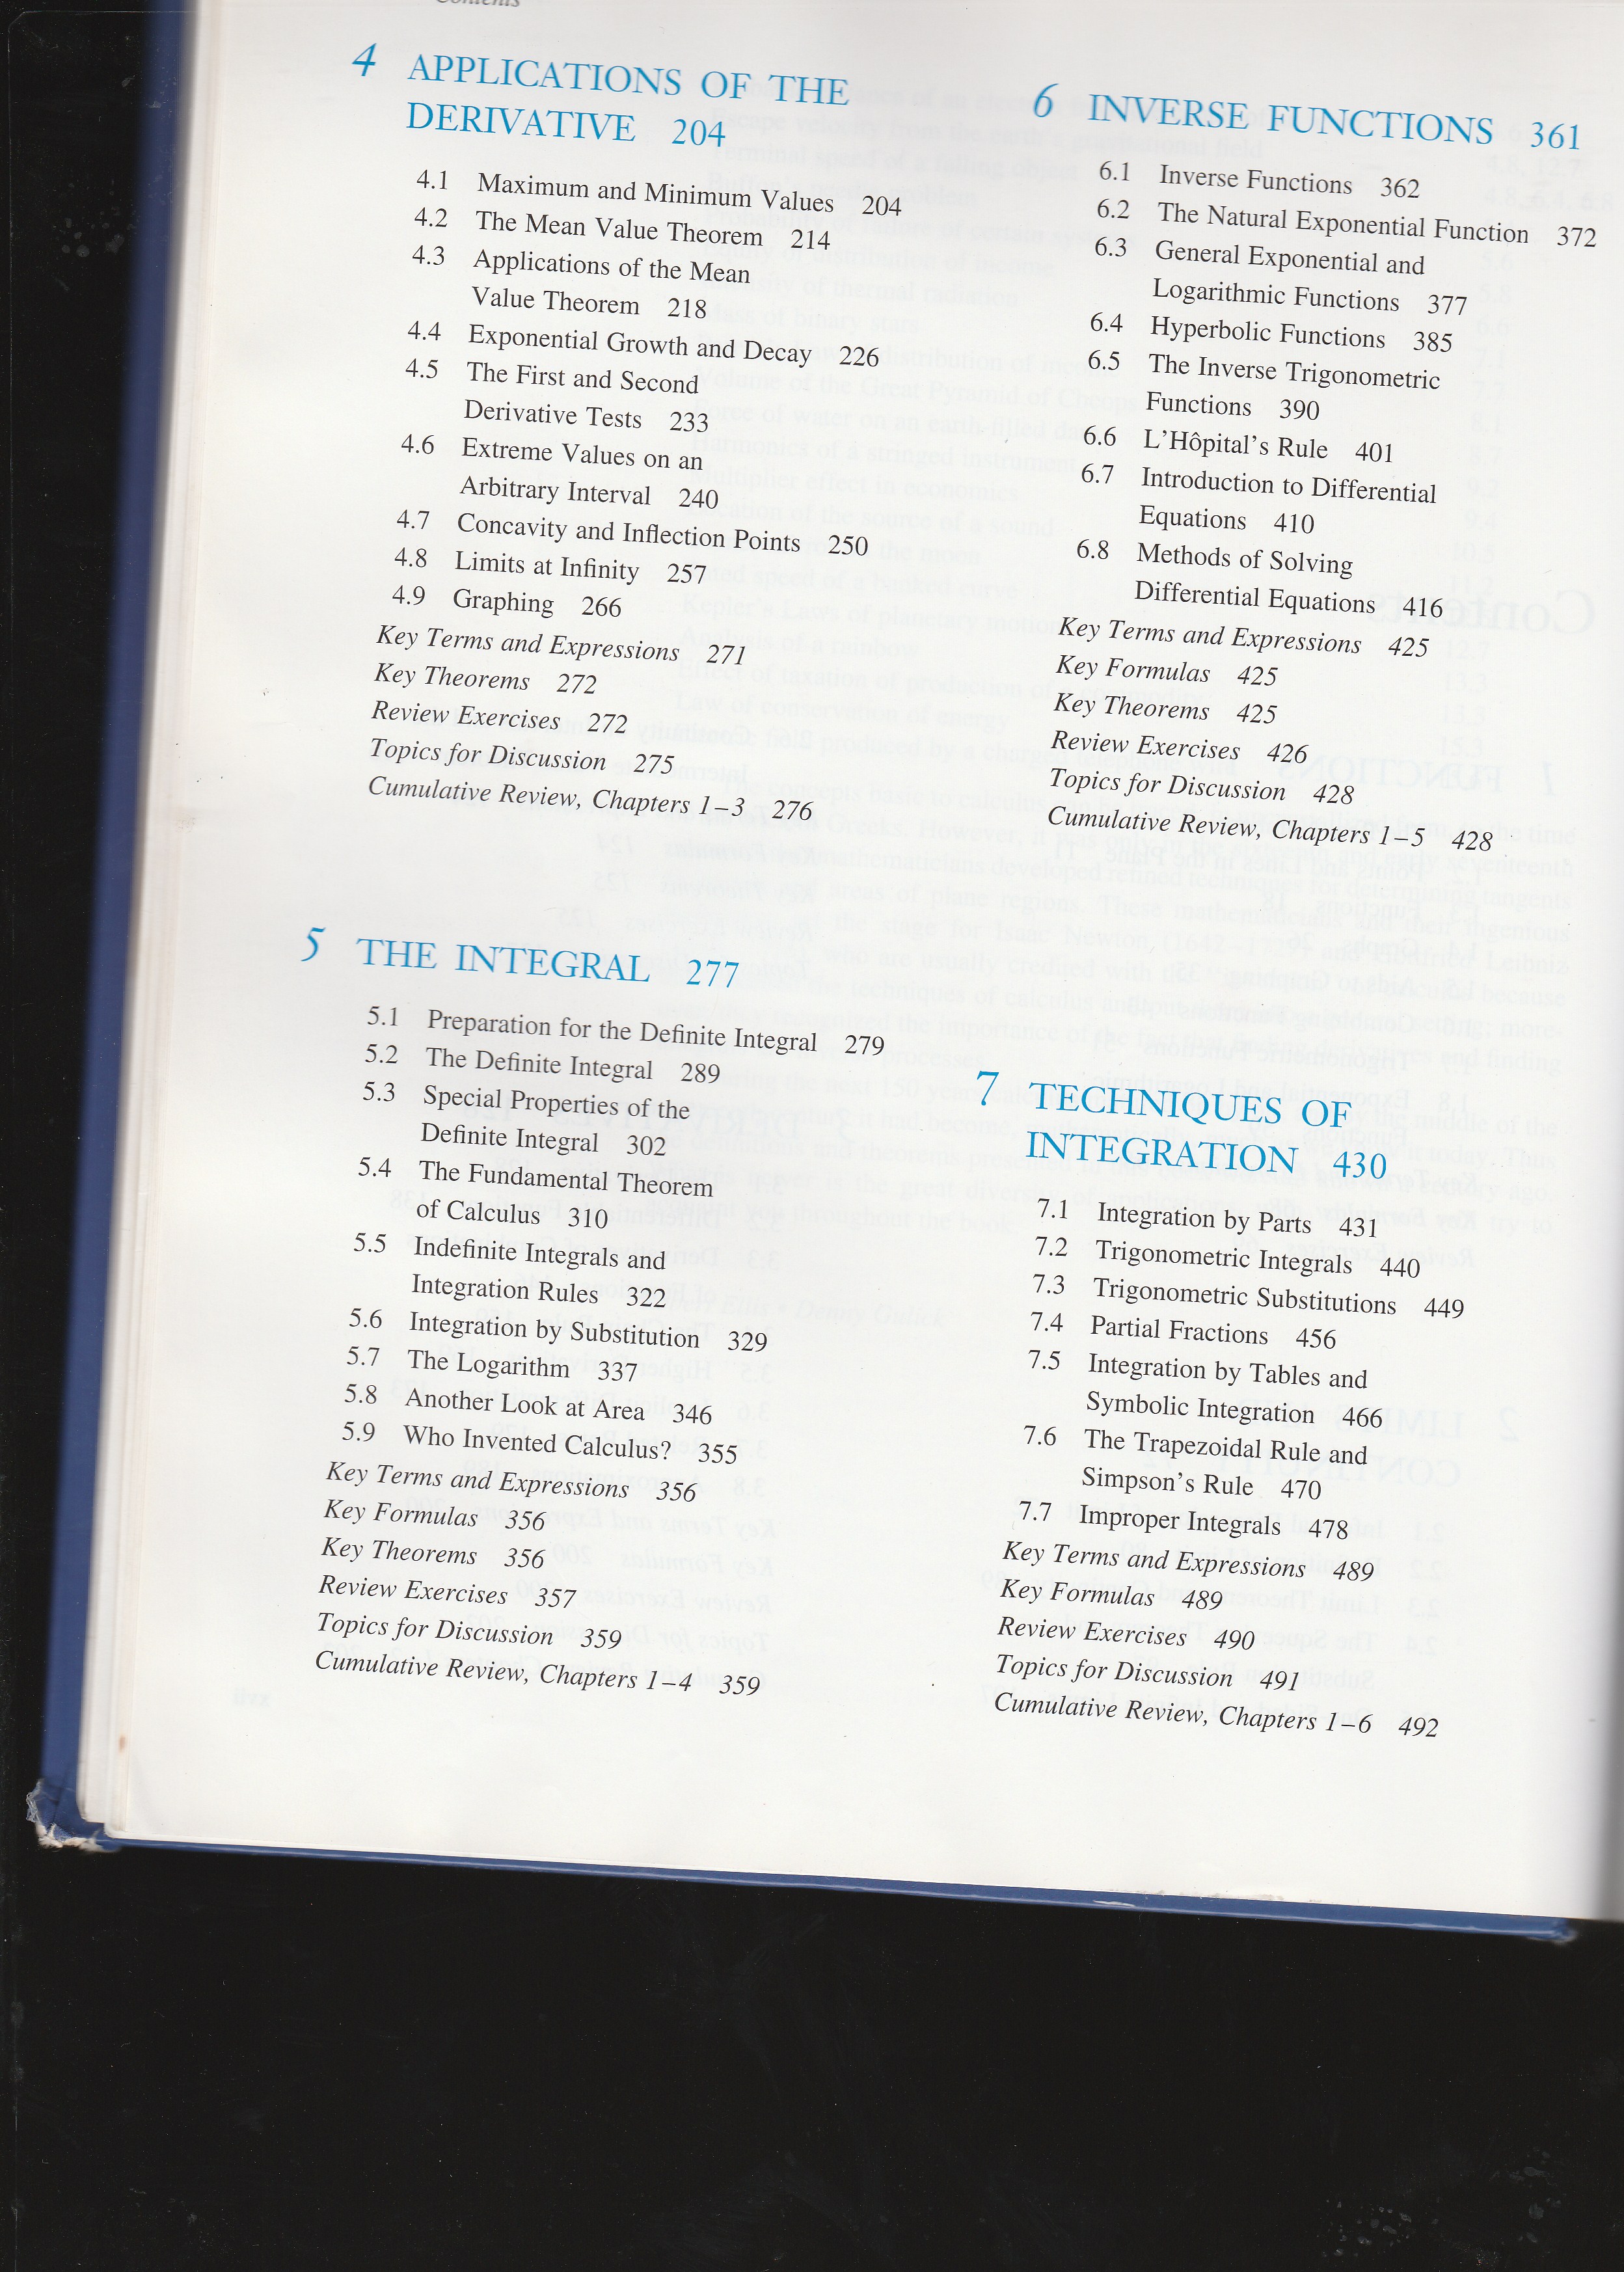 Contents
4 APPLICATIONS OF THE
DERIVATIVE 204
4.1 Maximum and Minimum Values 204
4.2 The Mean Value Theorem 214
4.3 Applications of the Mean
Value Theorem 218
4.4 Exponential Growth and Decay 226
4.5 The First and Second
Derivative Tests 233
4.6 Extreme Values on an
Arbitrary Interval 240
4.7 Concavity and Inflection Points 250
4.8 Limits at Infinity 257
4.9 Graphing 266
Key Terms and Expressions 271
Key Theorems 272
Review Exercises 272
Topics for Discussion 275
Cumulative Review, Chapters 1–3 276
5 THE INTEGRAL 277
5.1 Preparation for the Definite Integral 279
5.2 The Definite Integral 289
5.3 Special Properties of the
Definite Integral 302
5.4 The Fundamental Theorem
of Calculus 310
5.5 Indefinite Integrals and
Integration Rules 322
5.6 Integration by Substitution 329
5.7 The Logarithm 337
5.8 Another Look at Area 346
5.9 Who Invented Calculus? 355
Key Terms and Expressions 356
Key Formulas 356
Key Theorems 356
Review Exercises 357
Topics for Discussion 359
Cumulative Review, Chapters 1–4 359
6 INVERSE FUNCTIONS 361
6.1 Inverse Functions 362
6.2 The Natural Exponential Function 372
6.3 General Exponential and
Logarithmic Functions 377
6.4 Hyperbolic Functions 385
6.5 The Inverse Trigonometric
Functions 390
6.6 L'Hôpital's Rule 401
6.7 Introduction to Differential
Equations 410
6.8 Methods of Solving
Differential Equations 416
Key Terms and Expressions 425
Key Formulas 425
Key Theorems 425
Review Exercises 426
Topics for Discussion 428
Cumulative Review, Chapters 1–5 428
7 TECHNIQUES OF
INTEGRATION 430
7.1 Integration by Parts 431
7.2 Trigonometric Integrals 440
7.3 Trigonometric Substitutions 449
7.4 Partial Fractions 456
7.5 Integration by Tables and
Symbolic Integration 466
7.6 The Trapezoidal Rule and
Simpson's Rule 470
7.7 Improper Integrals 478
Key Terms and Expressions 489
Key Formulas 489
Review Exercises 490
Topics for Discussion 491
Cumulative Review, Chapters 1–6 492